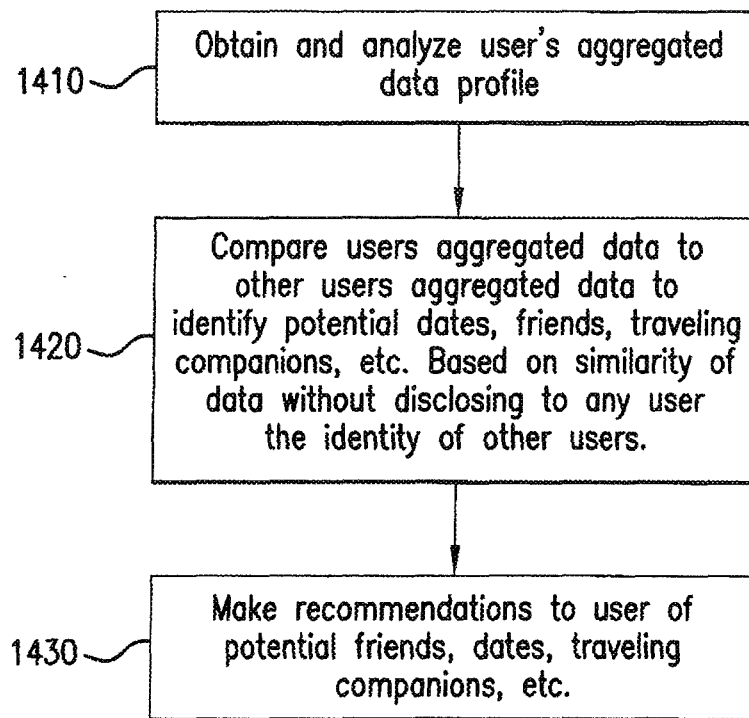 1410
Obtain and analyze user's aggregated
data profile
1420
Compare users aggregated data to
other users aggregated data to
identify potential dates, friends, traveling
companions, etc. Based on similarity of
data without disclosing to any user
the identity of other users.
1430
Make recommendations to user of
potential friends, dates, traveling
companions, etc.